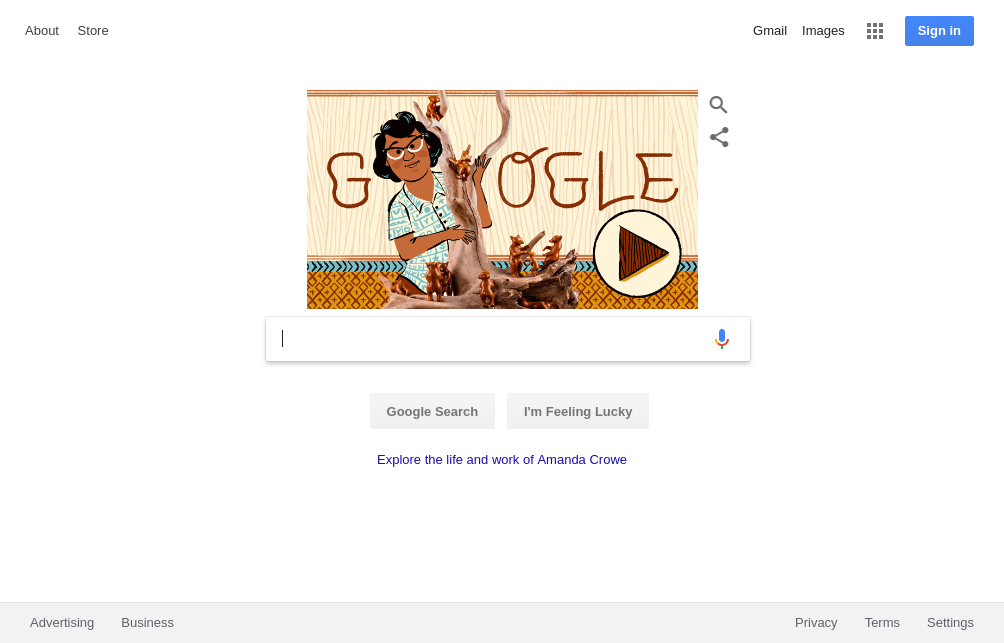 About Store
Gmail Images Sign in
GOOGLE
Google Search I'm Feeling Lucky
Explore the life and work of Amanda Crowe
Advertising Business
Privacy Terms Settings